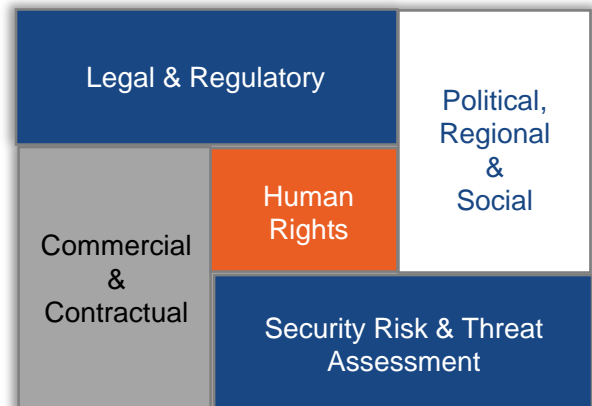 Legal & Regulatory
Political,
Regional
&
Social
Human
Rights
Commercial
&
Contractual
Security Risk & Threat
Assessment